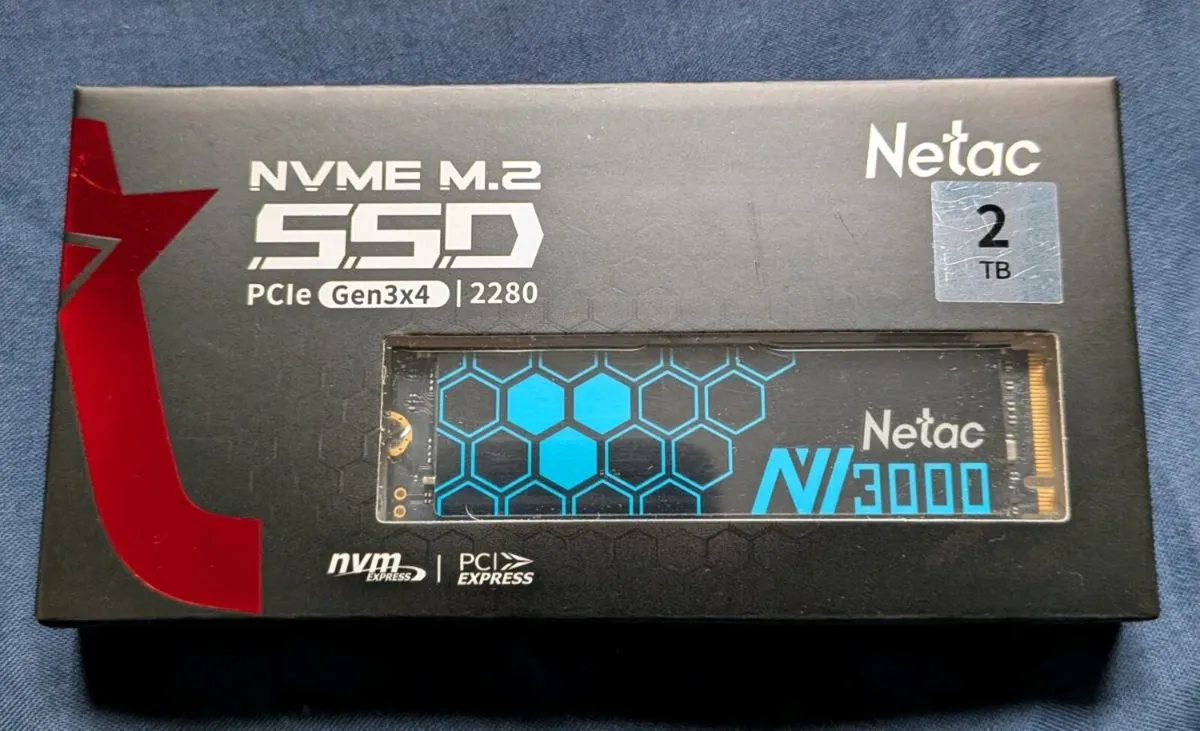 NVME M.2
SSD
PCIe Gen3x4 | 2280
Netac
2
TB
Netac
NV3000
nvm EXPRESS | PCI EXPRESS